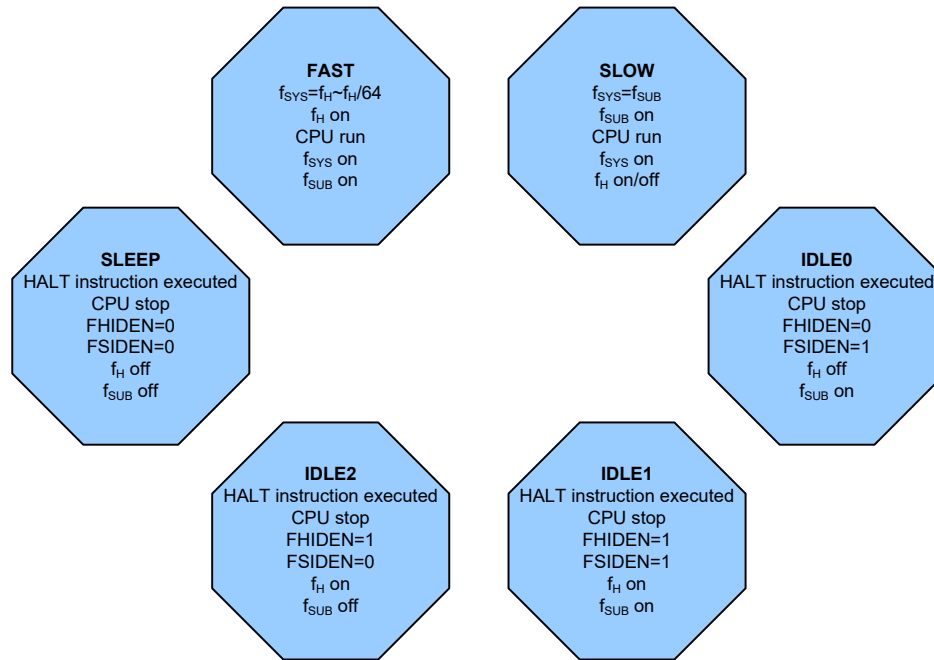 FAST
fSYS=fH~fH/64
fH on
CPU run
fSYS on
fSUB on
SLOW
fSYS=fSUB
fSUB on
CPU run
fSYS on
fH on/off
SLEEP
HALT instruction executed
CPU stop
FHIDEN=0
FSIDEN=0
fH off
fSUB off
IDLE0
HALT instruction executed
CPU stop
FHIDEN=0
FSIDEN=1
fH off
fSUB on
IDLE2
HALT instruction executed
CPU stop
FHIDEN=1
FSIDEN=0
fH on
fSUB off
IDLE1
HALT instruction executed
CPU stop
FHIDEN=1
FSIDEN=1
fH on
fSUB on